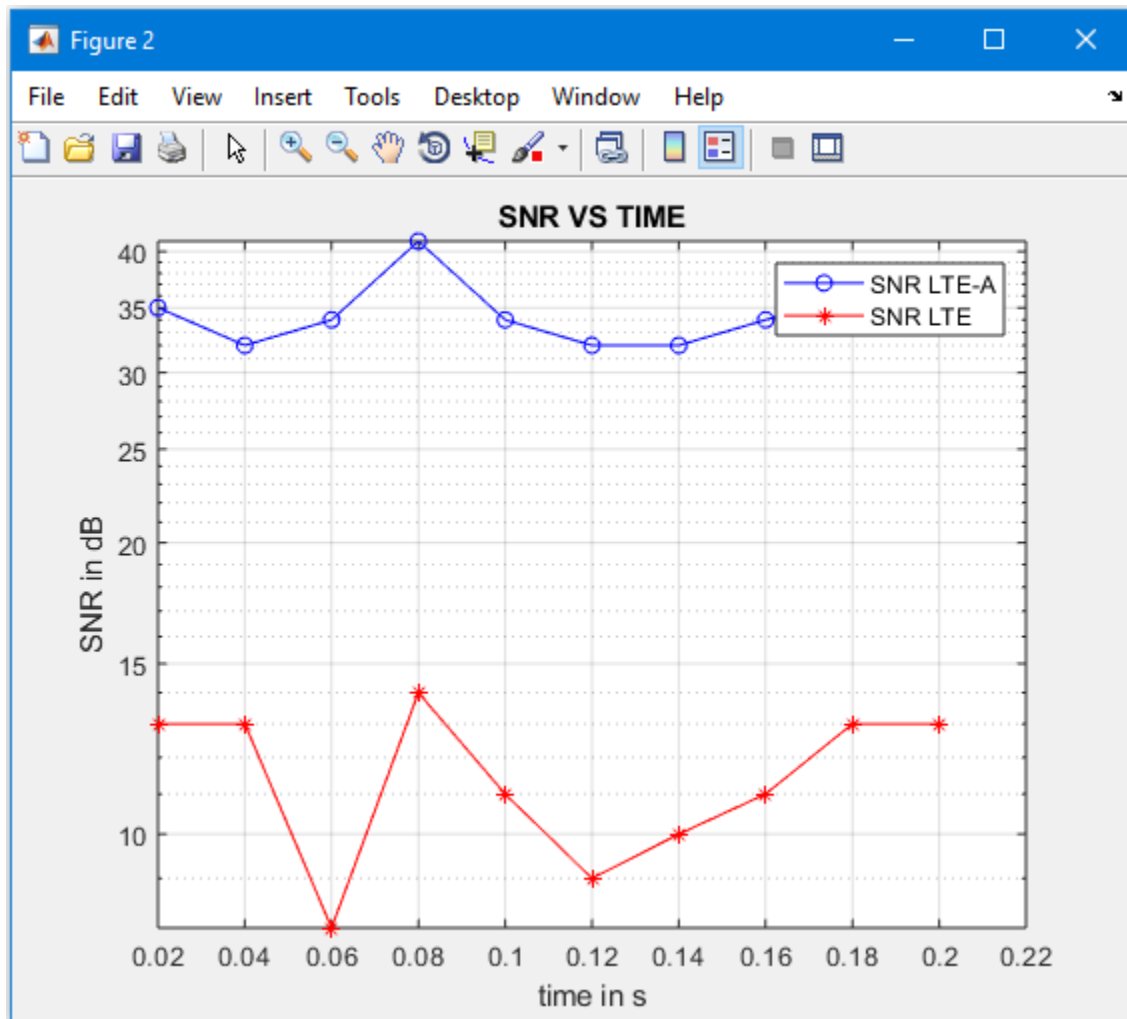 Figure 2
File Edit View Insert Tools Desktop Window Help
SNR VS TIME
SNR LTE-A
SNR LTE
40
35
30
25
20
15
10
SNR in dB
0.02 0.04 0.06 0.08 0.1 0.12 0.14 0.16 0.18 0.2 0.22
time in s